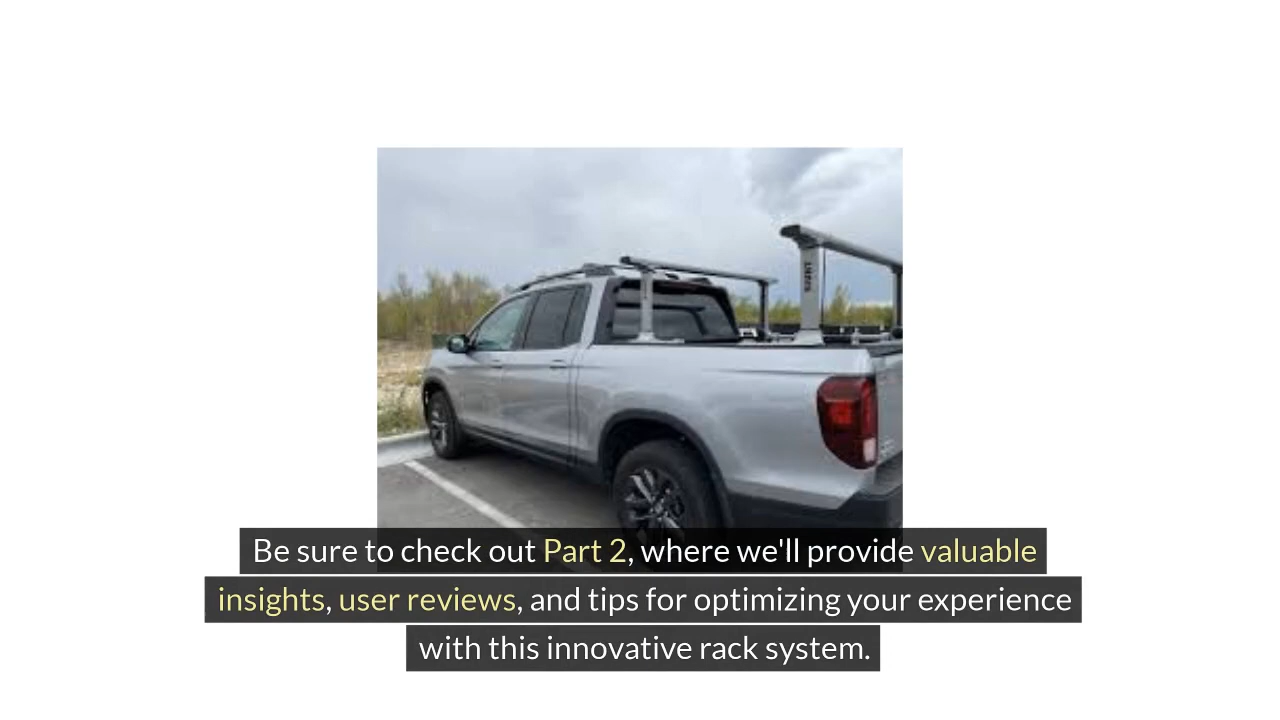 Be sure to check out Part 2, where we'll provide valuable
insights, user reviews, and tips for optimizing your experience
with this innovative rack system.